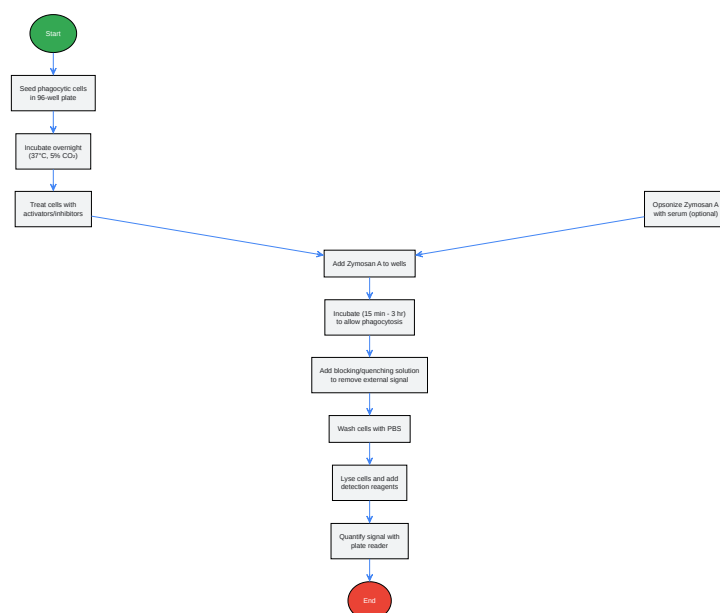 Start
Seed phagocytic cells
in 96-well plate
Incubate overnight
(37°C, 5% CO₂)
Treat cells with
activators/inhibitors
Opsonize Zymosan A
with serum (optional)
Add Zymosan A to wells
Incubate (15 min - 3 hr)
to allow phagocytosis
Add blocking/quenching solution
to remove external signal
Wash cells with PBS
Lyse cells and add
detection reagents
Quantify signal with
plate reader
End